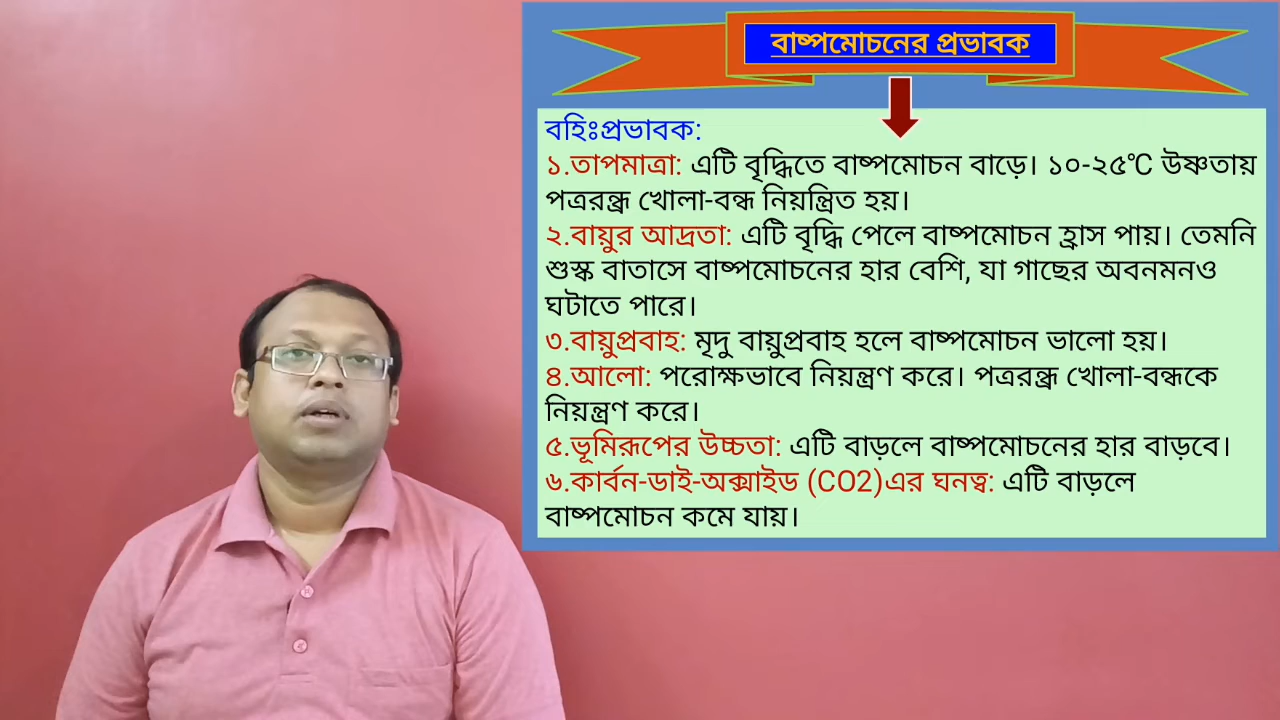 বাষ্পমোচনের প্রভাবক
বহিঃপ্রভাবক:
১.তাপমাত্রা: এটি বৃদ্ধিতে বাষ্পমোচন বাড়ে। ১০-২৫℃ উষ্ণতায়
পত্ররন্ধ্র খোলা-বন্ধ নিয়ন্ত্রিত হয়।
২.বায়ুর আদ্রতা: এটি বৃদ্ধি পেলে বাষ্পমোচন হ্রাস পায়। তেমনি
শুস্ক বাতাসে বাষ্পমোচনের হার বেশি, যা গাছের অবনমনও
ঘটাতে পারে।
৩.বায়ুপ্রবাহ: মৃদু বায়ুপ্রবাহ হলে বাষ্পমোচন ভালো হয়।
৪.আলো: পরোক্ষভাবে নিয়ন্ত্রণ করে। পত্ররন্ধ্র খোলা-বন্ধকে
নিয়ন্ত্রণ করে।
৫.ভূমিরূপের উচ্চতা: এটি বাড়লে বাষ্পমোচনের হার বাড়বে।
৬.কার্বন-ডাই-অক্সাইড (CO2)এর ঘনত্ব: এটি বাড়লে
বাষ্পমোচন কমে যায়।